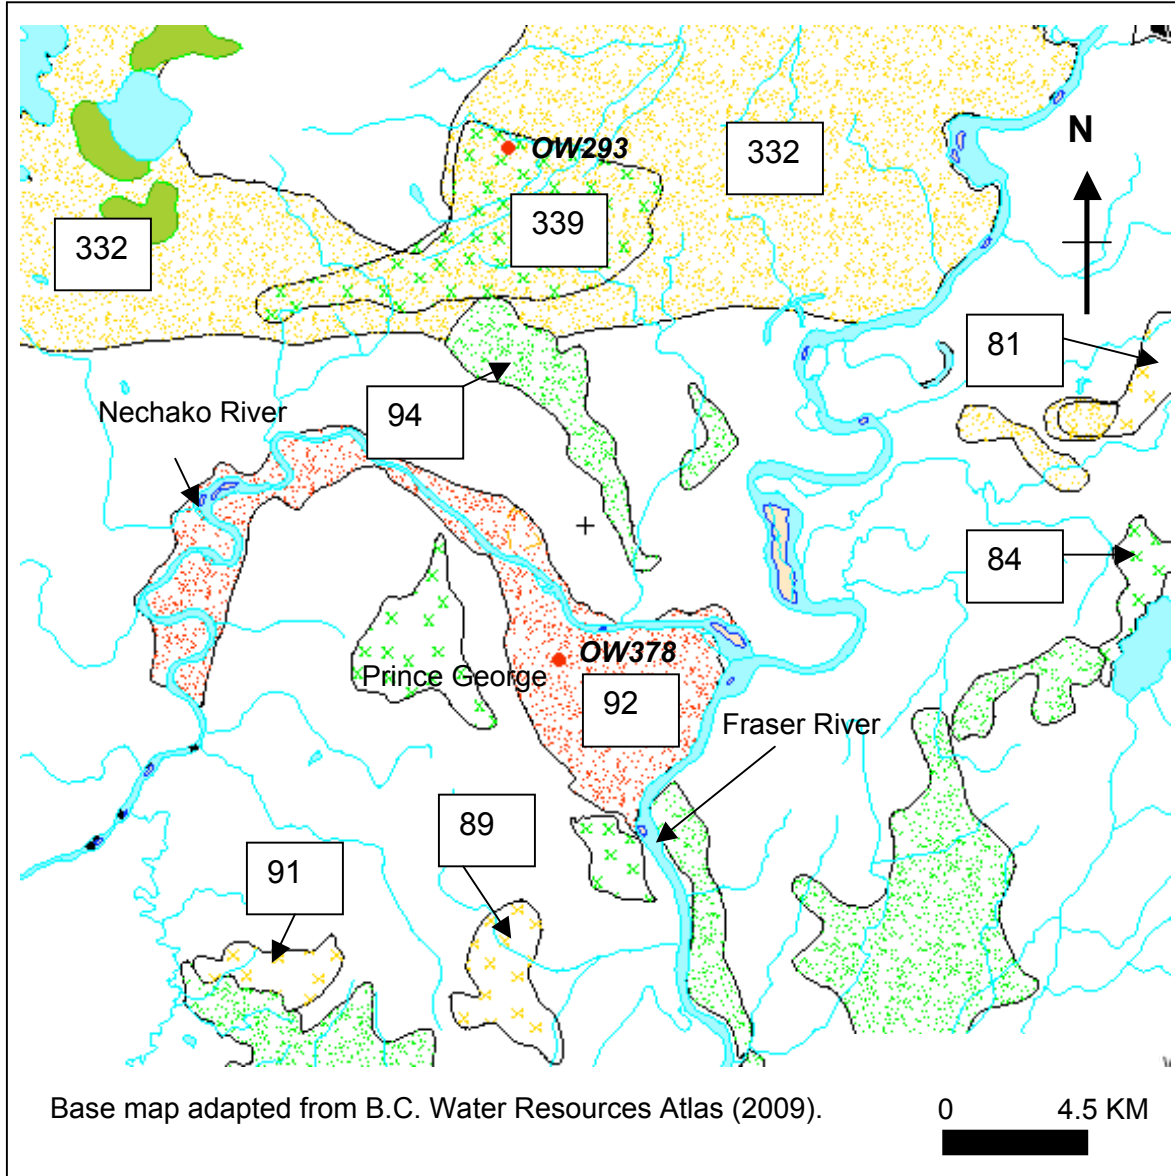 OW293
332
N
339
332
81
Nechako River
94
84
OW378
Prince George
92
Fraser River
89
91
Base map adapted from B.C. Water Resources Atlas (2009).
0 4.5 KM